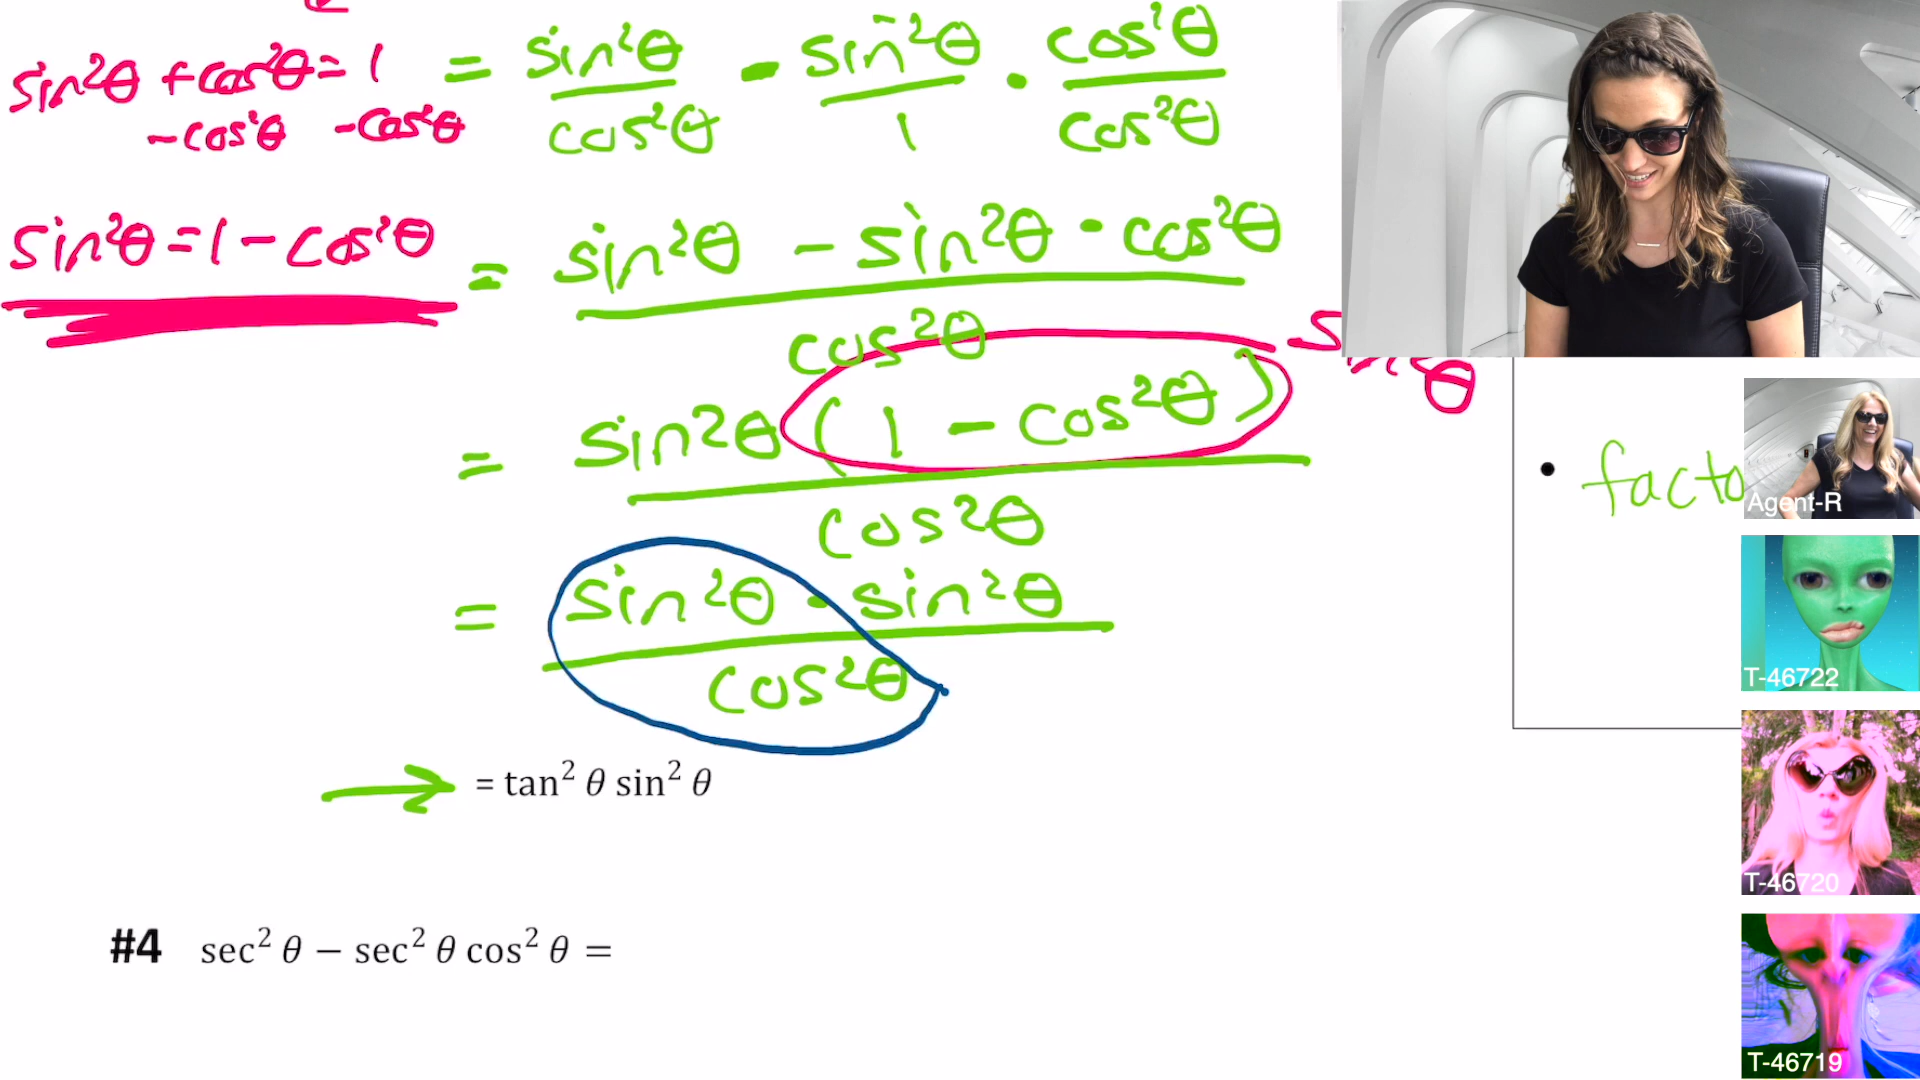 sin²θ + cos²θ = 1
-cos²θ -cos²θ
sin²θ = 1 - cos²θ
= sin²θ/cos²θ - sin²θ/1 · cos²θ/cos²θ
= sin²θ - sin²θ · cos²θ
cos²θ
sin²θ
= sin²θ (1 - cos²θ)
cos²θ
= sin²θ · sin²θ
cos²θ
→ = tan² θ sin² θ
#4 sec² θ − sec² θ cos² θ =
• facto
Agent-R
T-46722
T-46720
T-46719